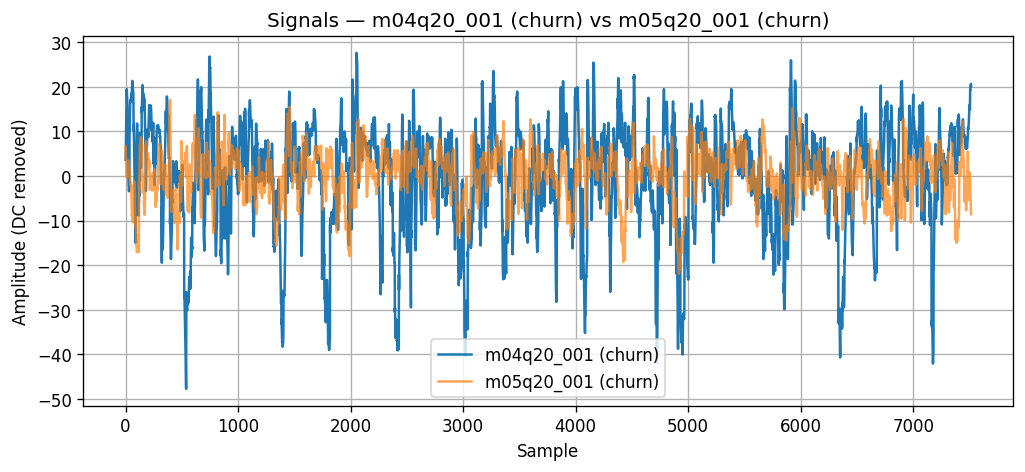 Signals — m04q20_001 (churn) vs m05q20_001 (churn)
Amplitude (DC removed)
30
20
10
0
−10
−20
−30
−40
−50
m04q20_001 (churn)
m05q20_001 (churn)
0 1000 2000 3000 4000 5000 6000 7000
Sample